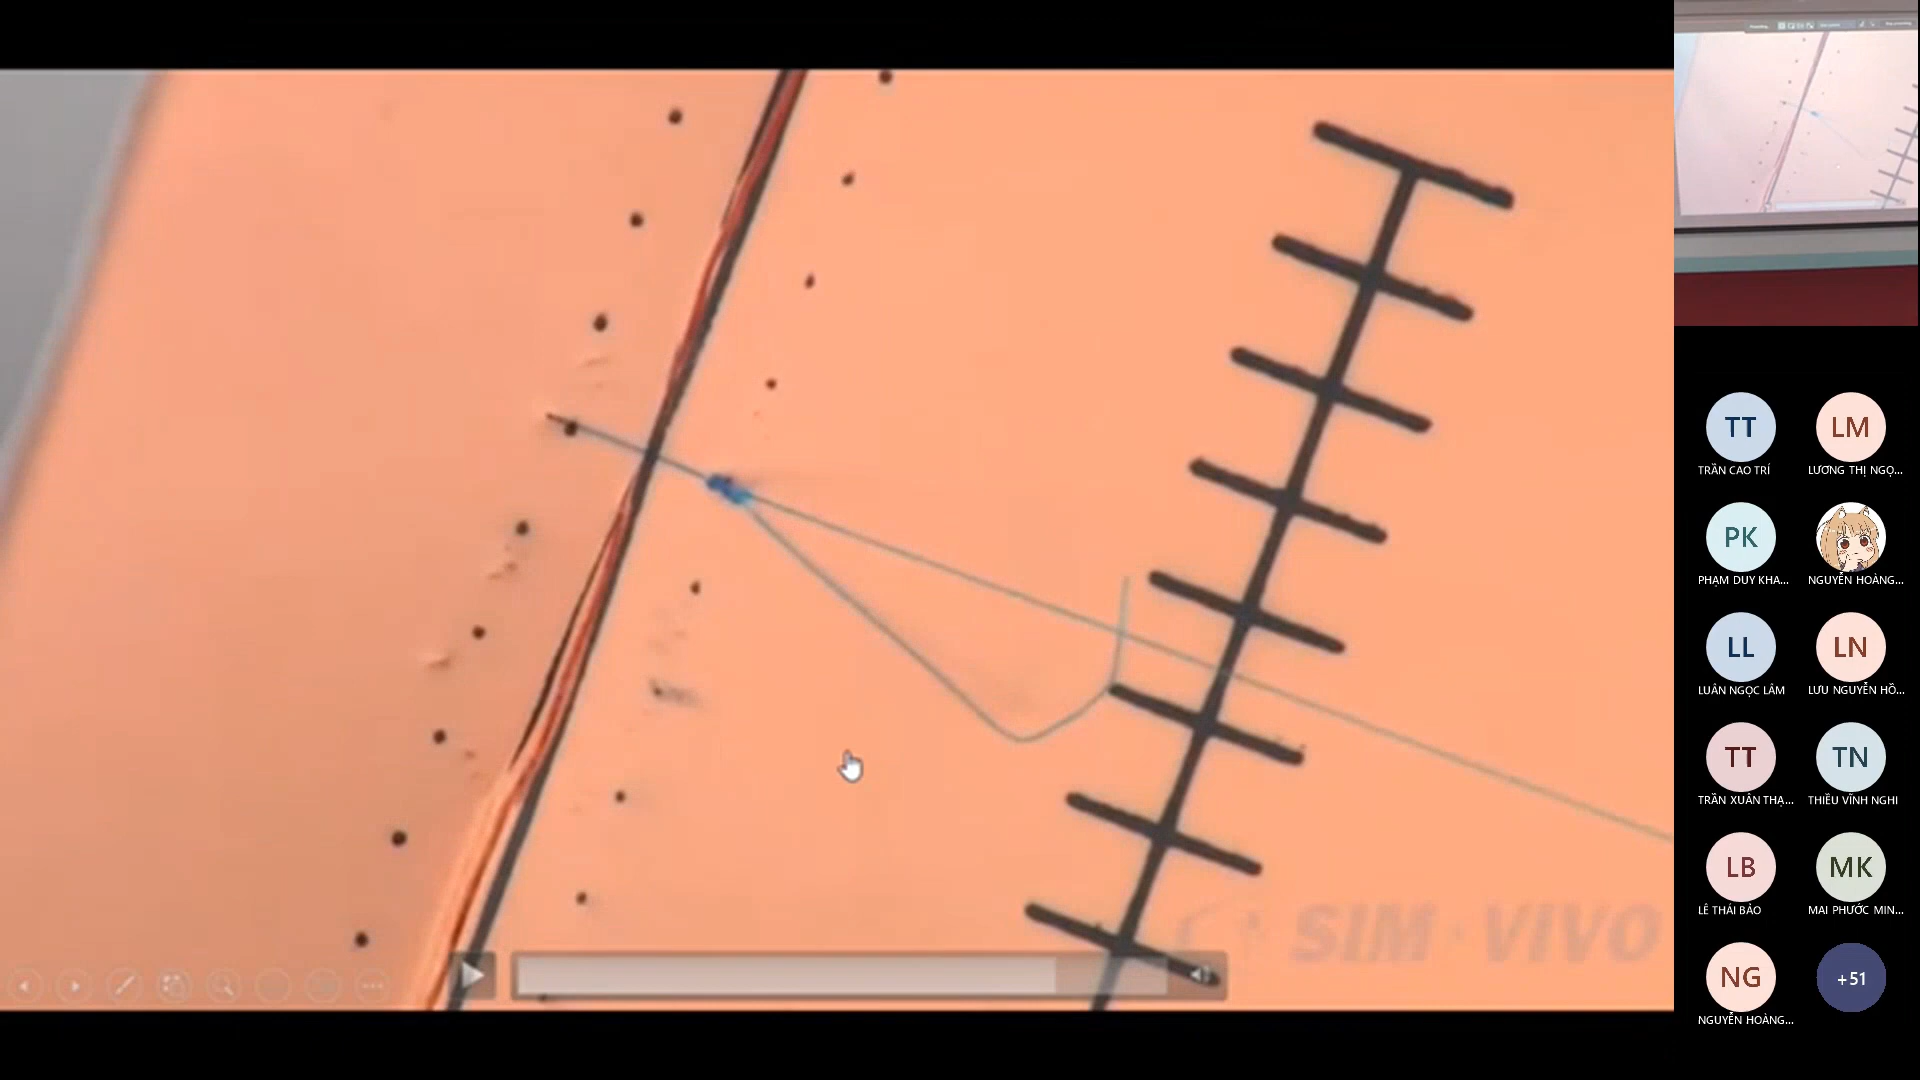 TT
TRẦN CAO TRÍ
LM
LƯƠNG THỊ NGỌ...
PK
PHẠM DUY KHA...
NGUYỄN HOÀNG...
LL
LUÂN NGỌC LÂM
LN
LƯU NGUYỄN HỒ...
TT
TRẦN XUÂN THẠ...
TN
THIỀU VĨNH NGHI
LB
LÊ THÁI BẢO
MK
MAI PHƯỚC MIN...
NG
NGUYỄN HOÀNG...
+51
SIM·VIVO